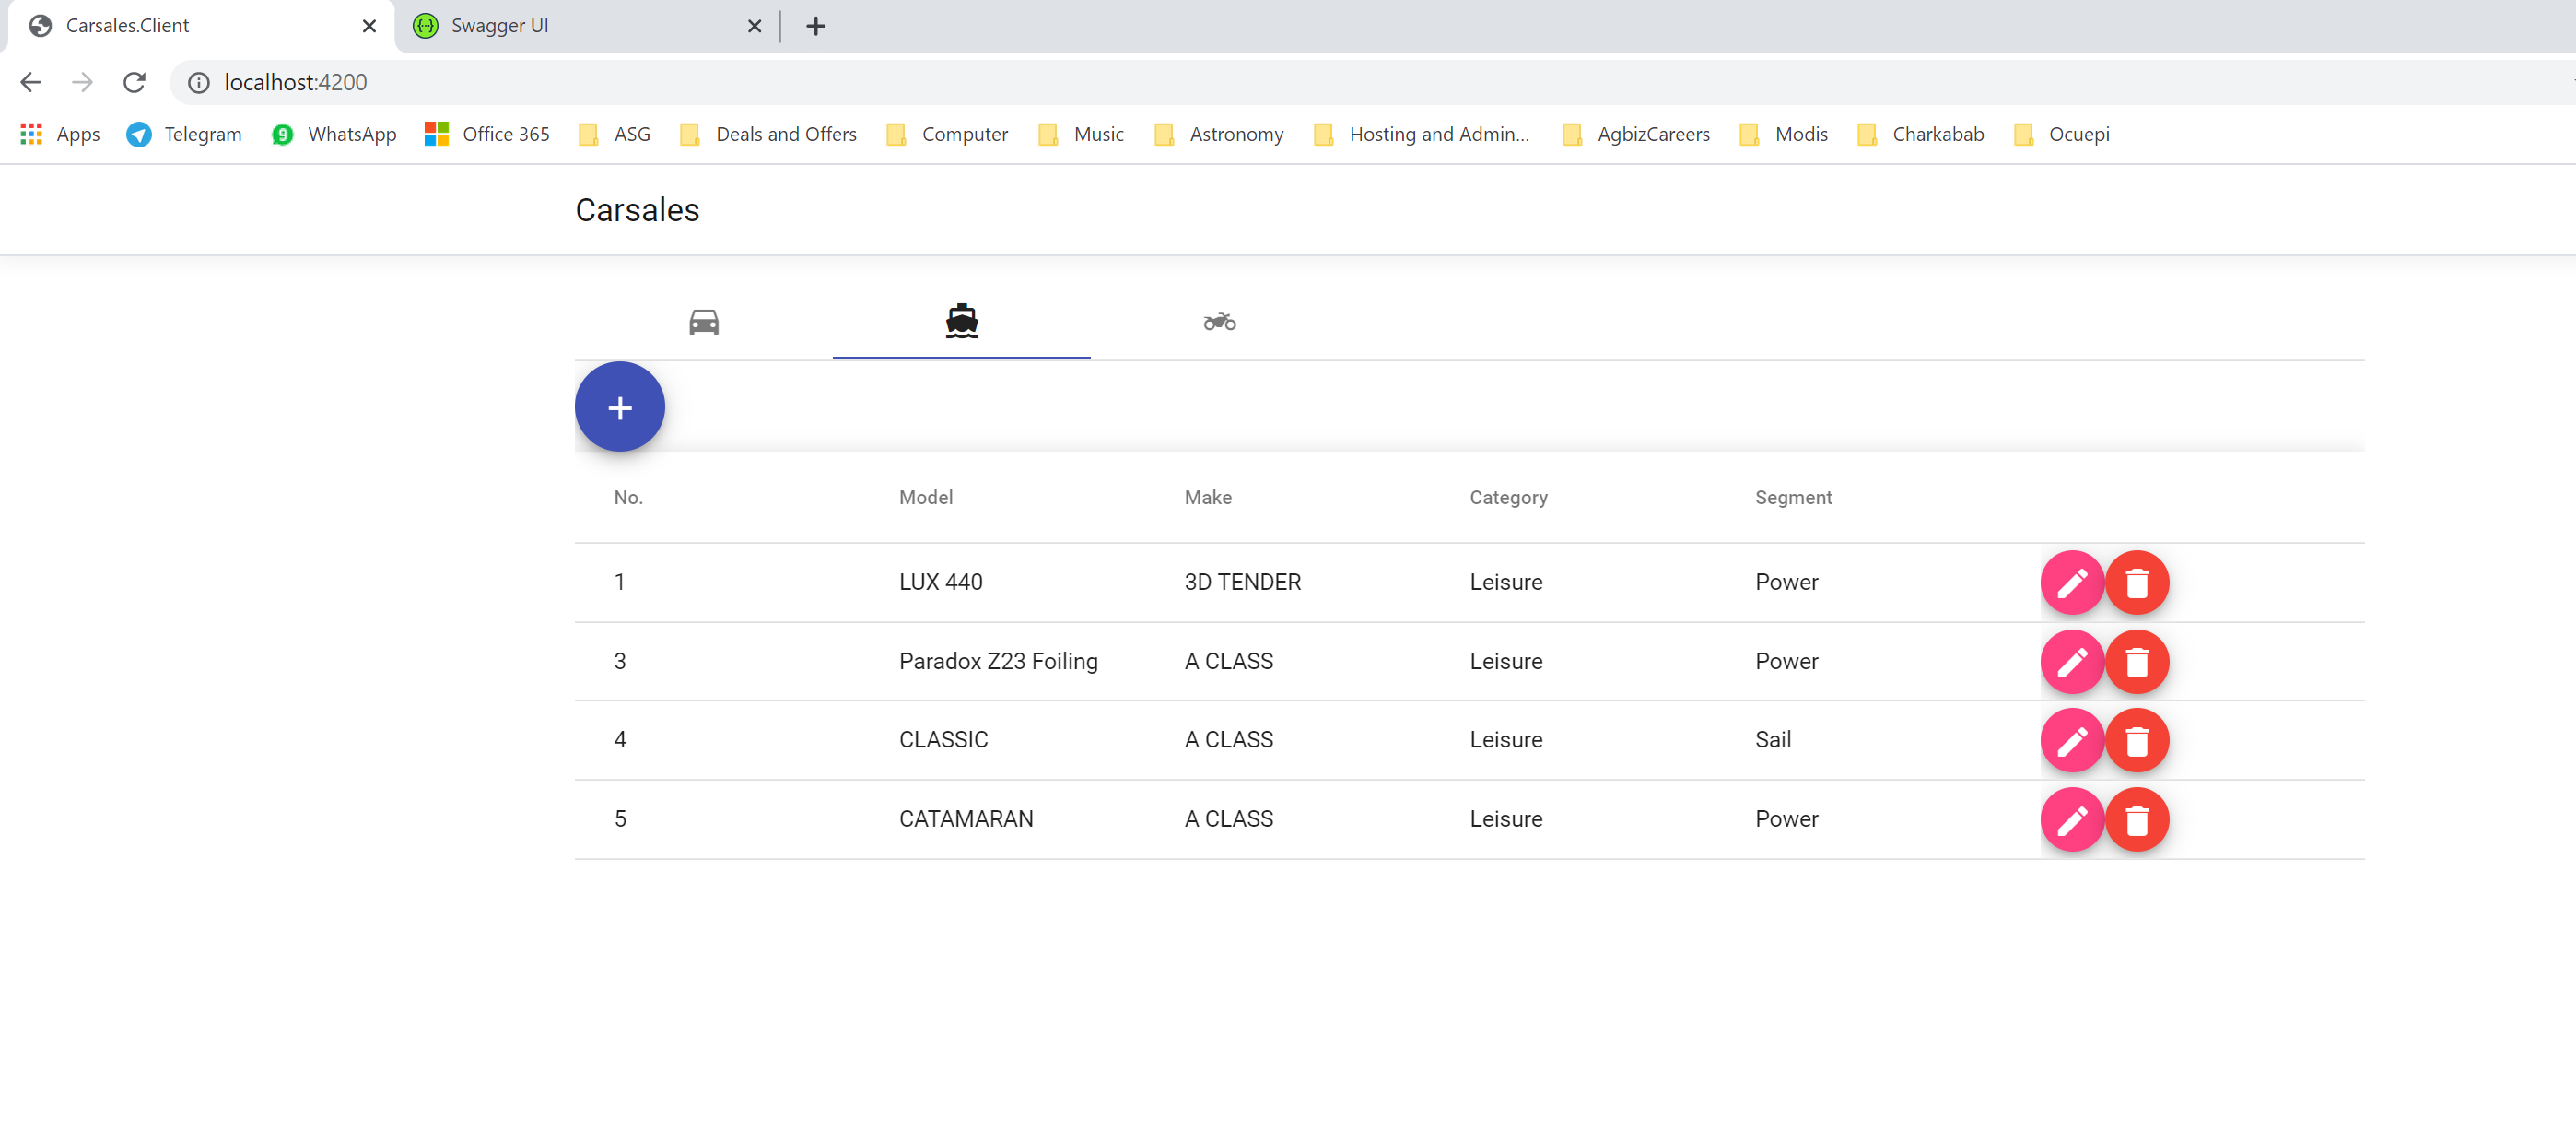 Carsales.Client Swagger UI
localhost:4200
Apps Telegram 9 WhatsApp Office 365 ASG Deals and Offers Computer Music Astronomy Hosting and Admin... AgbizCareers Modis Charkabab Ocuepi
Carsales
+
No. Model Make Category Segment
1 LUX 440 3D TENDER Leisure Power
3 Paradox Z23 Foiling A CLASS Leisure Power
4 CLASSIC A CLASS Leisure Sail
5 CATAMARAN A CLASS Leisure Power